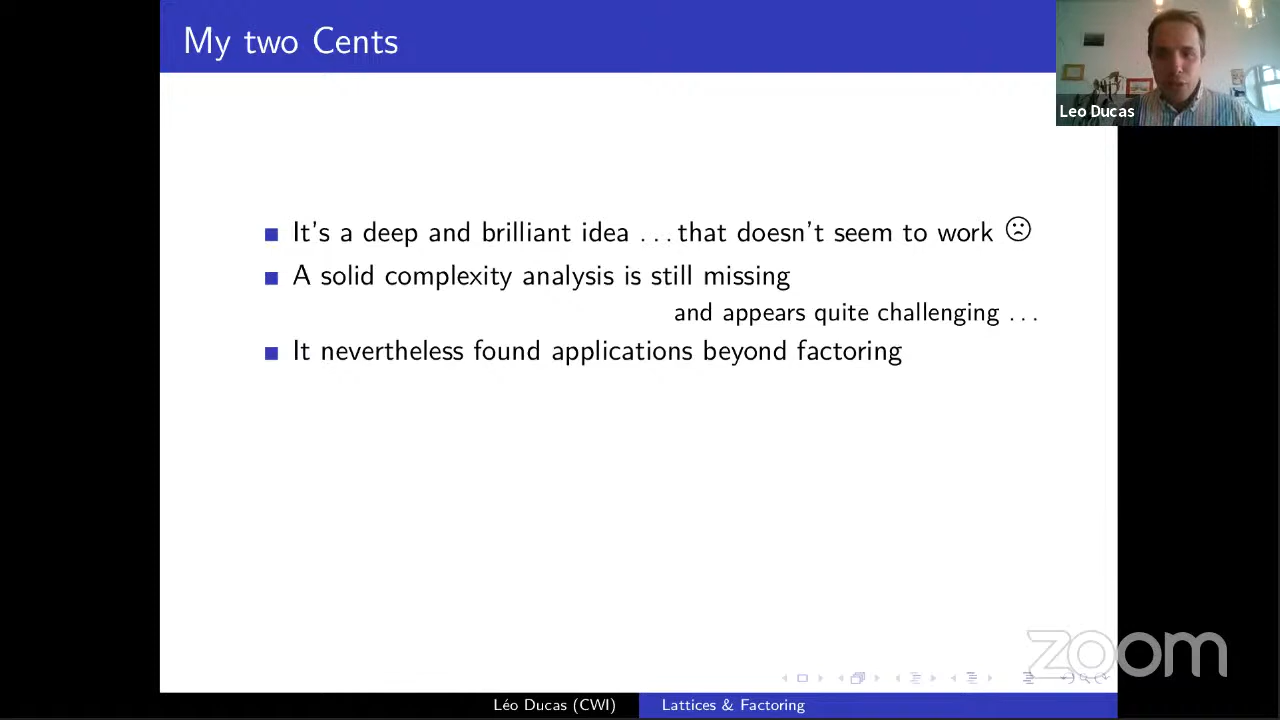 My two Cents
Leo Ducas
It's a deep and brilliant idea ... that doesn't seem to work ☹
A solid complexity analysis is still missing
and appears quite challenging ...
It nevertheless found applications beyond factoring
zoom
Léo Ducas (CWI)
Lattices & Factoring